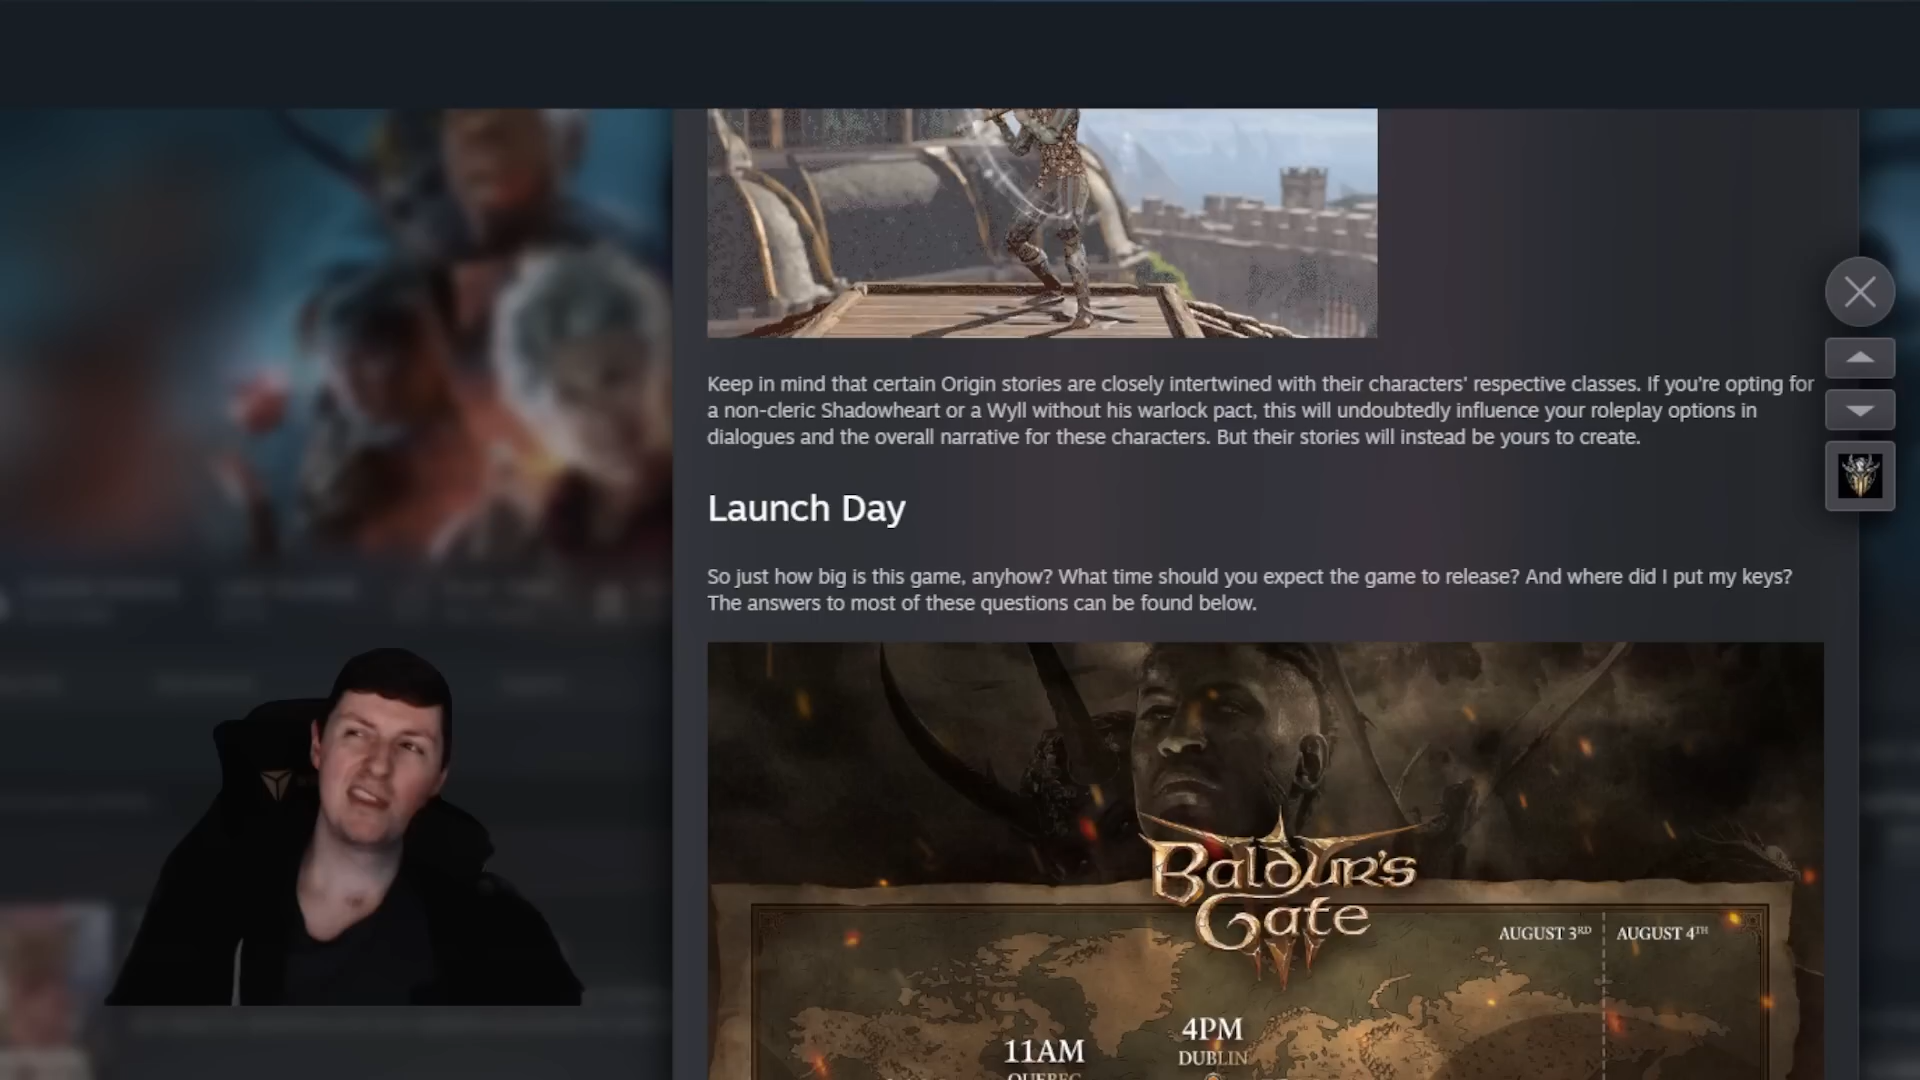 Keep in mind that certain Origin stories are closely intertwined with their characters' respective classes. If you're opting for
a non-cleric Shadowheart or a Wyll without his warlock pact, this will undoubtedly influence your roleplay options in
dialogues and the overall narrative for these characters. But their stories will instead be yours to create.
Launch Day
So just how big is this game, anyhow? What time should you expect the game to release? And where did I put my keys?
The answers to most of these questions can be found below.
Baldur's
Gate
III
AUGUST 3RD
AUGUST 4TH
4PM
DUBLIN
11AM
QUEBEC